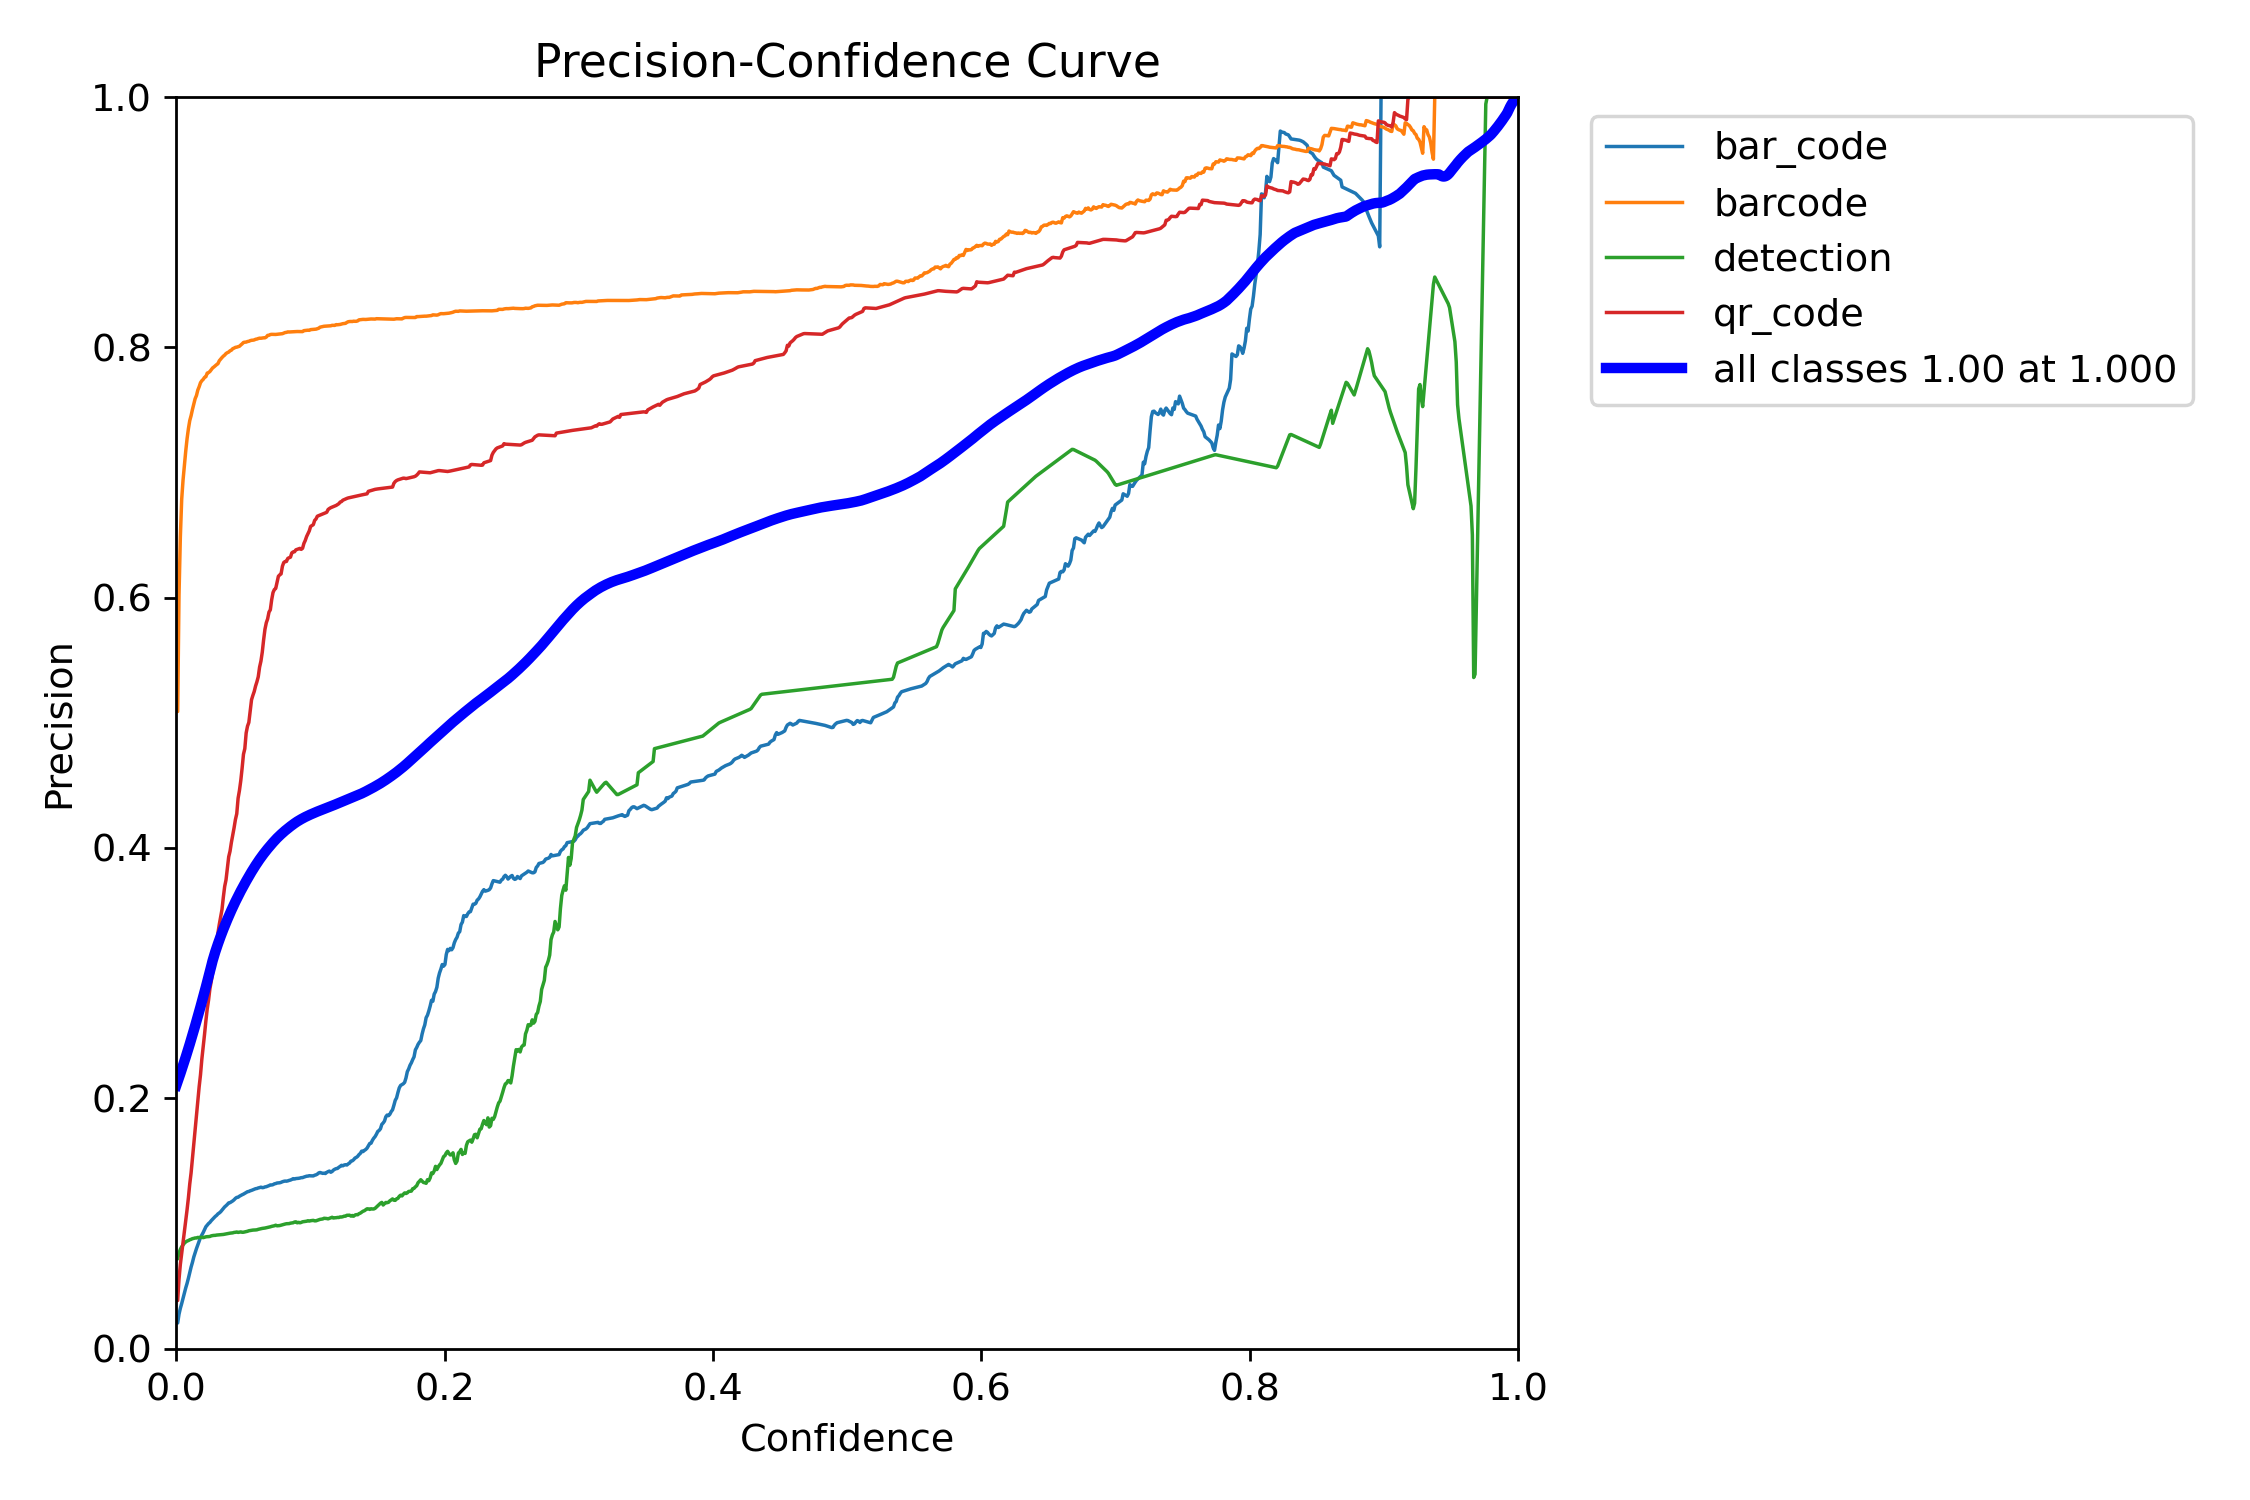 Precision-Confidence Curve
1.0
0.8
0.6
0.4
0.2
0.0
Precision
0.0 0.2 0.4 0.6 0.8 1.0
Confidence
bar_code
barcode
detection
qr_code
all classes 1.00 at 1.000